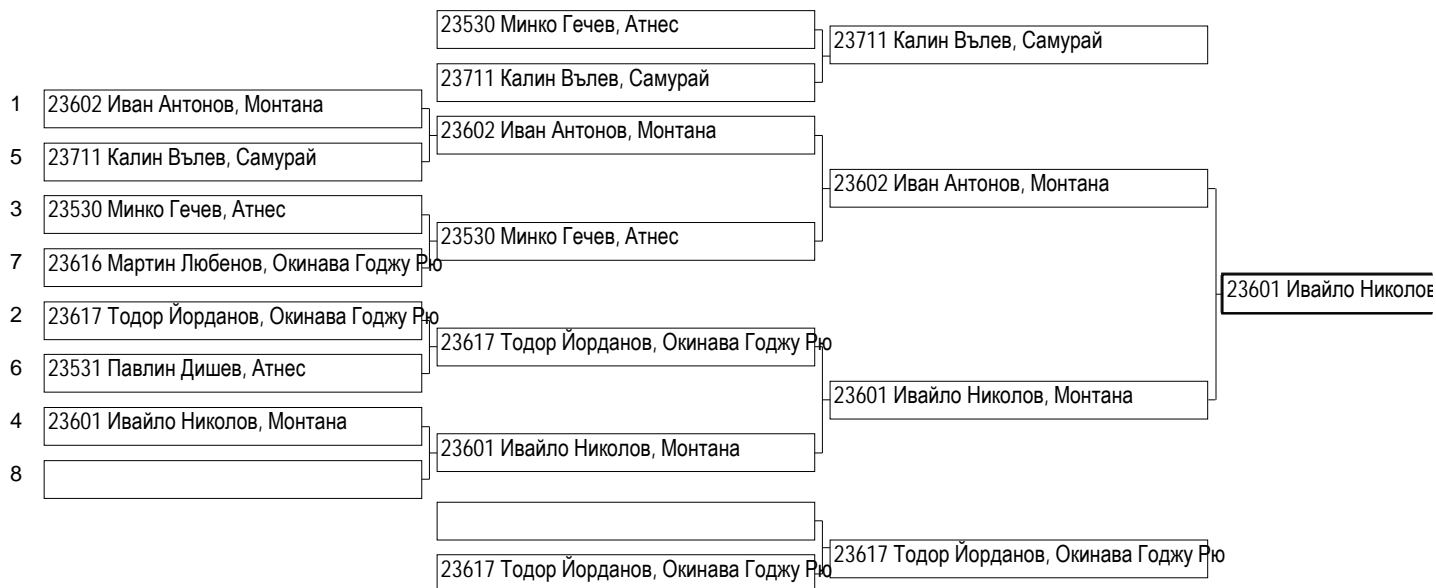 23530 Минко Гечев, Атнес
23711 Калин Вълев, Самурай
23711 Калин Вълев, Самурай
1 23602 Иван Антонов, Монтана
23602 Иван Антонов, Монтана
5 23711 Калин Вълев, Самурай
23602 Иван Антонов, Монтана
3 23530 Минко Гечев, Атнес
23530 Минко Гечев, Атнес
7 23616 Мартин Любенов, Окинава Годжу Рю
23601 Ивайло Николов
2 23617 Тодор Йорданов, Окинава Годжу Рю
23617 Тодор Йорданов, Окинава Годжу Рю
6 23531 Павлин Дишев, Атнес
23601 Ивайло Николов, Монтана
4 23601 Ивайло Николов, Монтана
23601 Ивайло Николов, Монтана
8
23617 Тодор Йорданов, Окинава Годжу Рю
23617 Тодор Йорданов, Окинава Годжу Рю